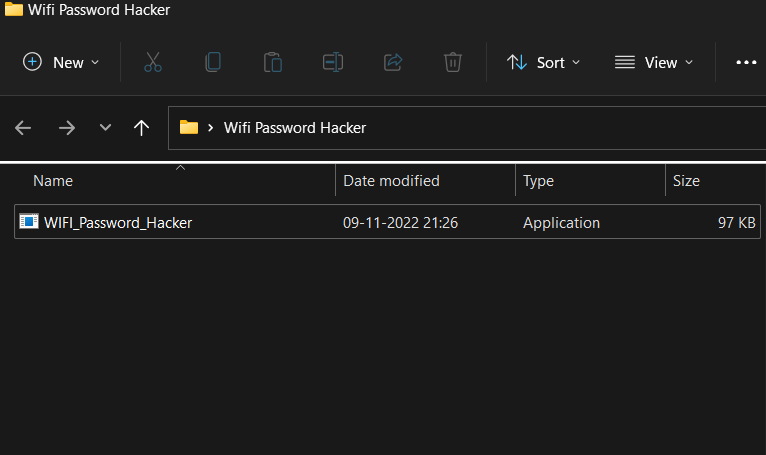 Wifi Password Hacker
New Sort View
Wifi Password Hacker
Name Date modified Type Size
WIFI_Password_Hacker 09-11-2022 21:26 Application 97 KB